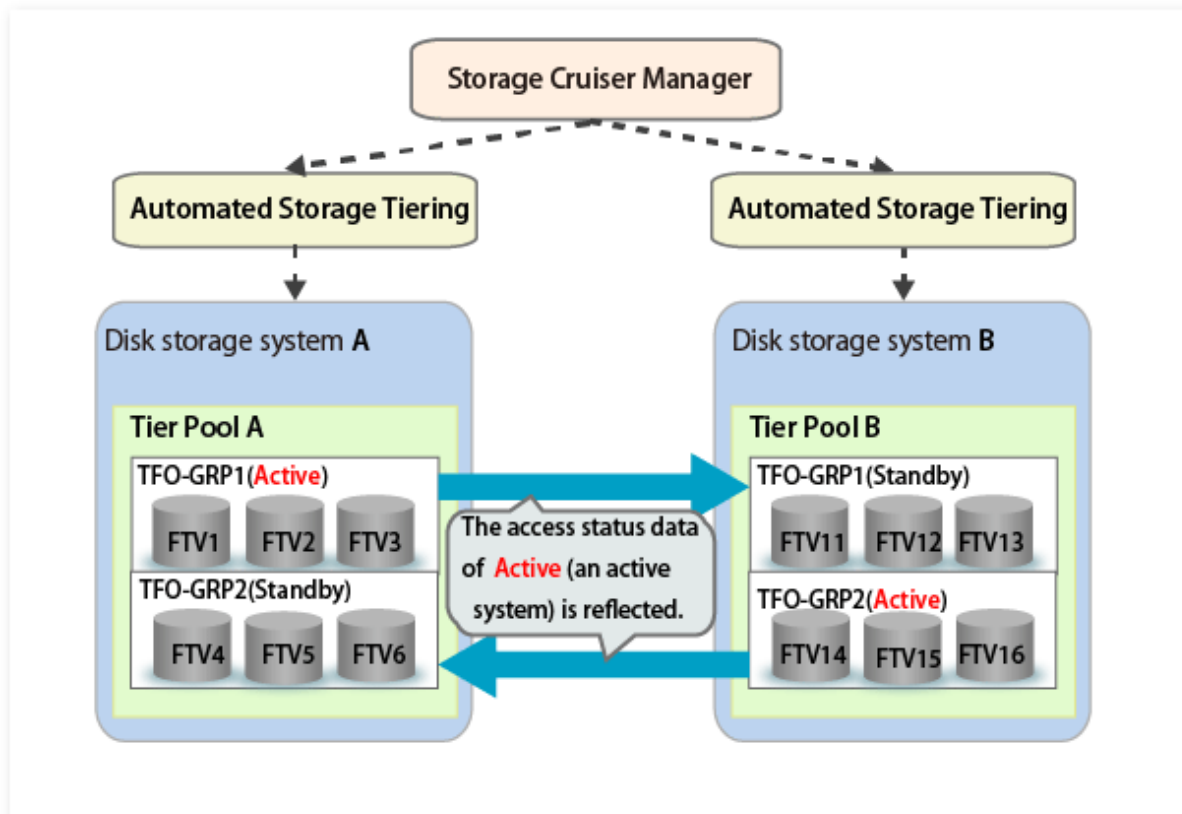 Storage Cruiser Manager
Automated Storage Tiering
Automated Storage Tiering
Disk storage system A
Disk storage system B
Tier Pool A
Tier Pool B
TFO-GRP1(Active)
FTV1 FTV2 FTV3
TFO-GRP2(Standby)
FTV4 FTV5 FTV6
The access status data
of Active (an active
system) is reflected.
TFO-GRP1(Standby)
FTV11 FTV12 FTV13
TFO-GRP2(Active)
FTV14 FTV15 FTV16